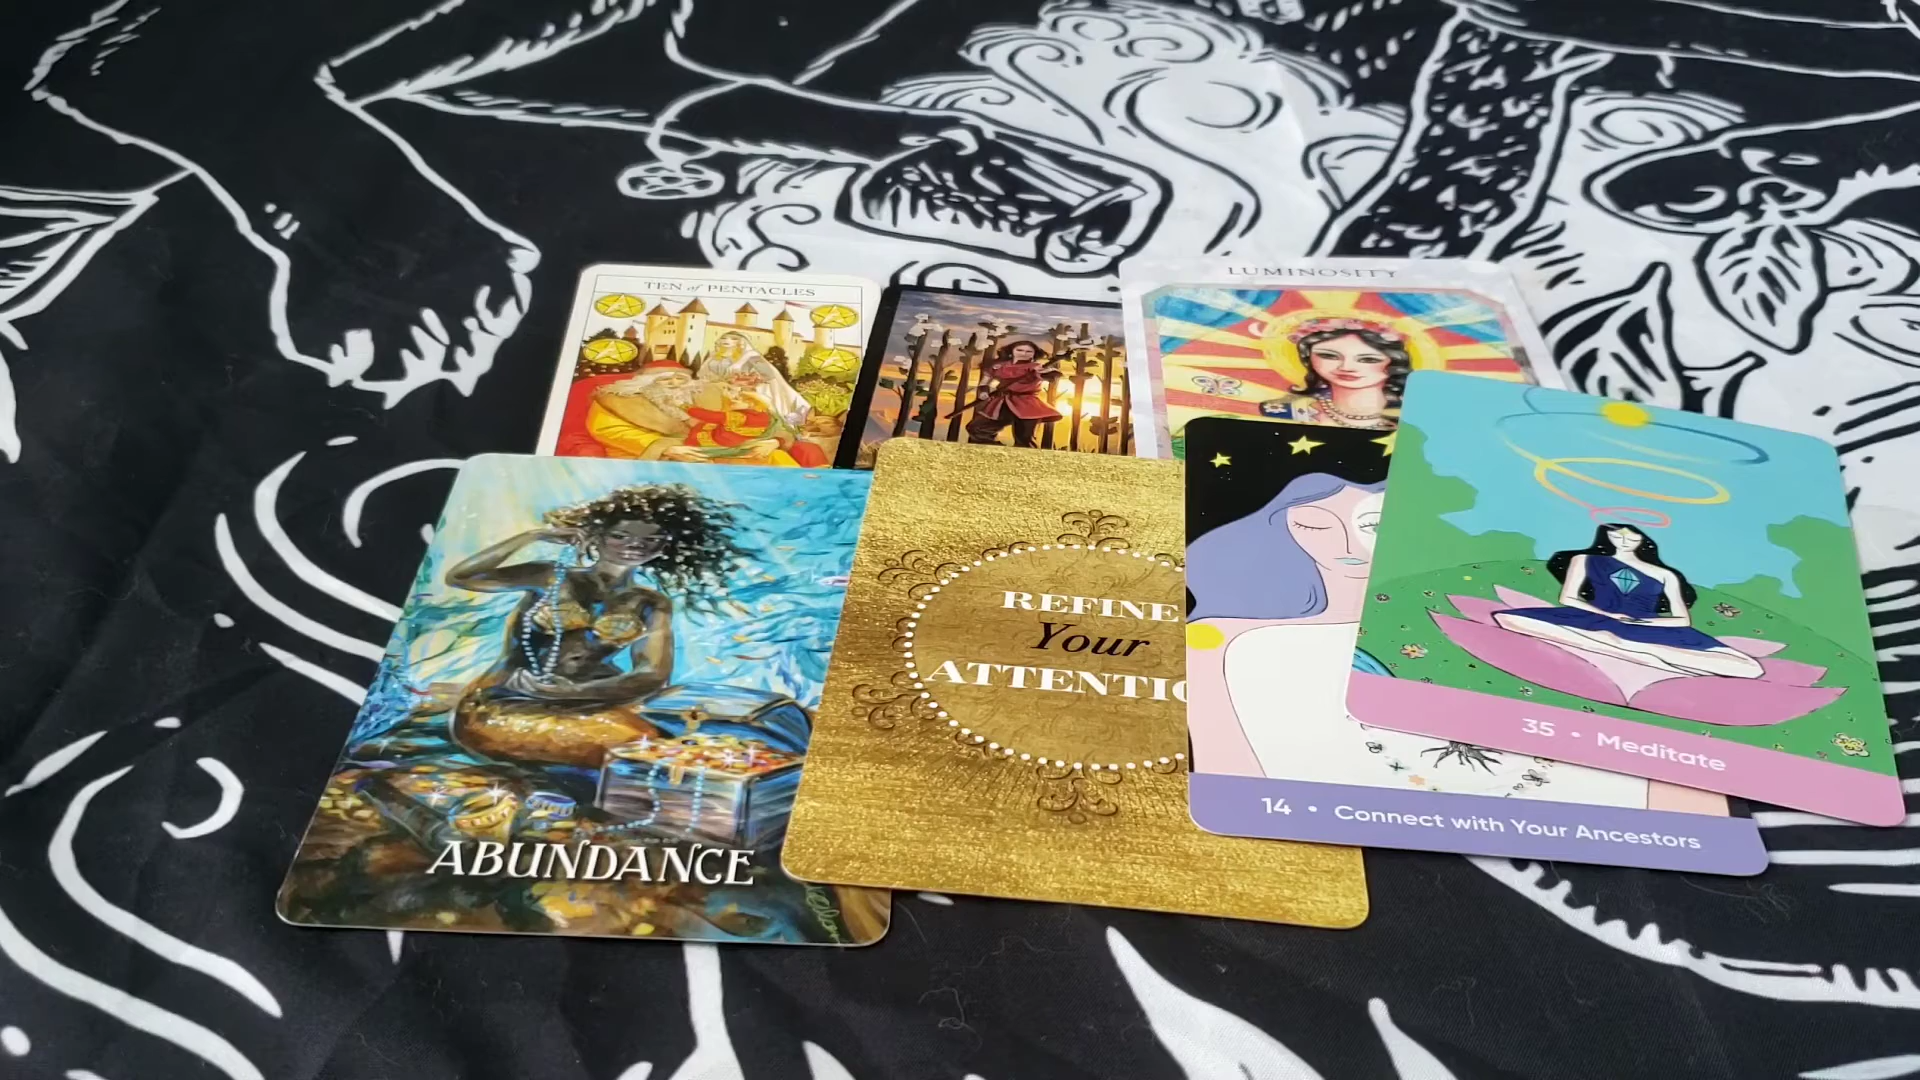 TEN of PENTACLES
LUMINOSITY
ABUNDANCE
REFINE
Your
14 • Connect with Your Ancestors
35 • Meditate